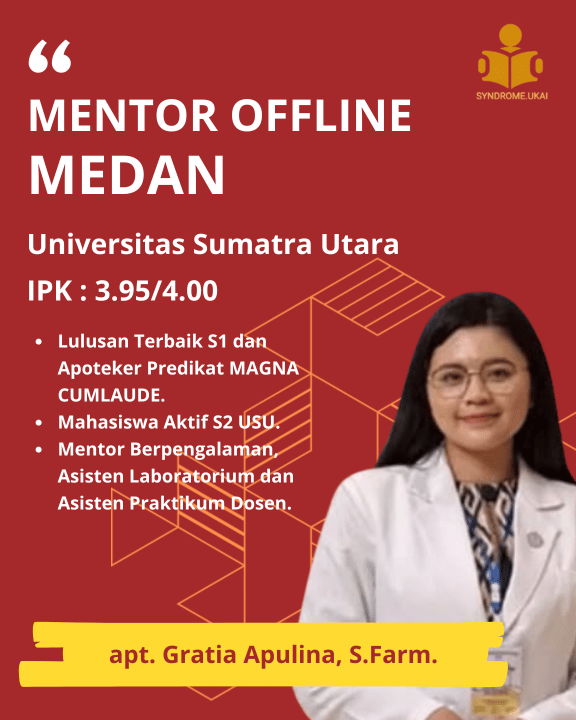 SYNDROME.UKAI
MENTOR OFFLINE
MEDAN
Universitas Sumatra Utara
IPK : 3.95/4.00
• Lulusan Terbaik S1 dan
Apoteker Predikat MAGNA
CUMLAUDE.
• Mahasiswa Aktif S2 USU.
• Mentor Berpengalaman,
Asisten Laboratorium dan
Asisten Praktikum Dosen.
apt. Gratia Apulina, S.Farm.